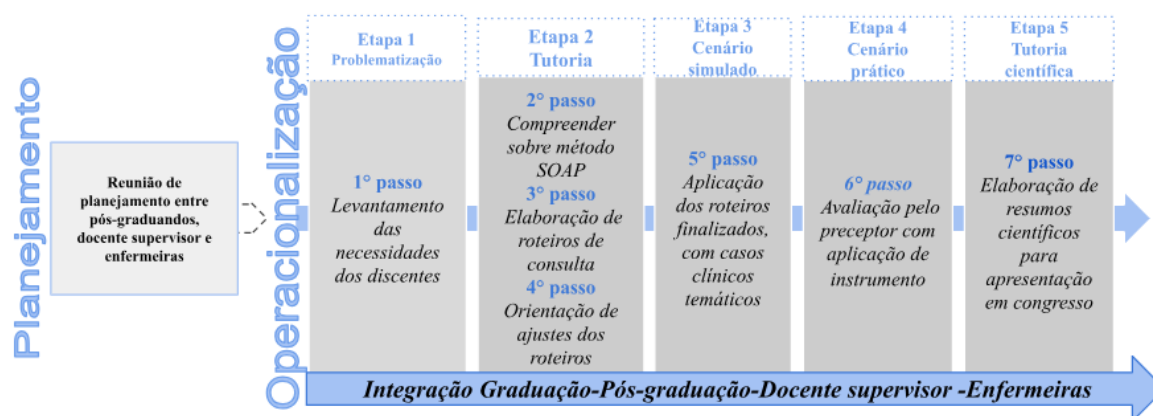 Planejamento
Reunião de
planejamento entre
pós-graduandos,
docente supervisor e
enfermeiras
Operacionalização
Etapa 1
Problematização
1° passo
Levantamento
das
necessidades
dos discentes
Etapa 2
Tutoria
2° passo
Compreender
sobre método
SOAP
3° passo
Elaboração de
roteiros de
consulta
4° passo
Orientação de
ajustes dos
roteiros
Etapa 3
Cenário
simulado
5° passo
Aplicação
dos roteiros
finalizados,
com casos
clínicos
temáticos
Etapa 4
Cenário
prático
6° passo
Avaliação pelo
preceptor com
aplicação de
instrumento
Etapa 5
Tutoria
científica
7° passo
Elaboração de
resumos
científicos
para
apresentação
em congresso
Integração Graduação-Pós-graduação-Docente supervisor -Enfermeiras